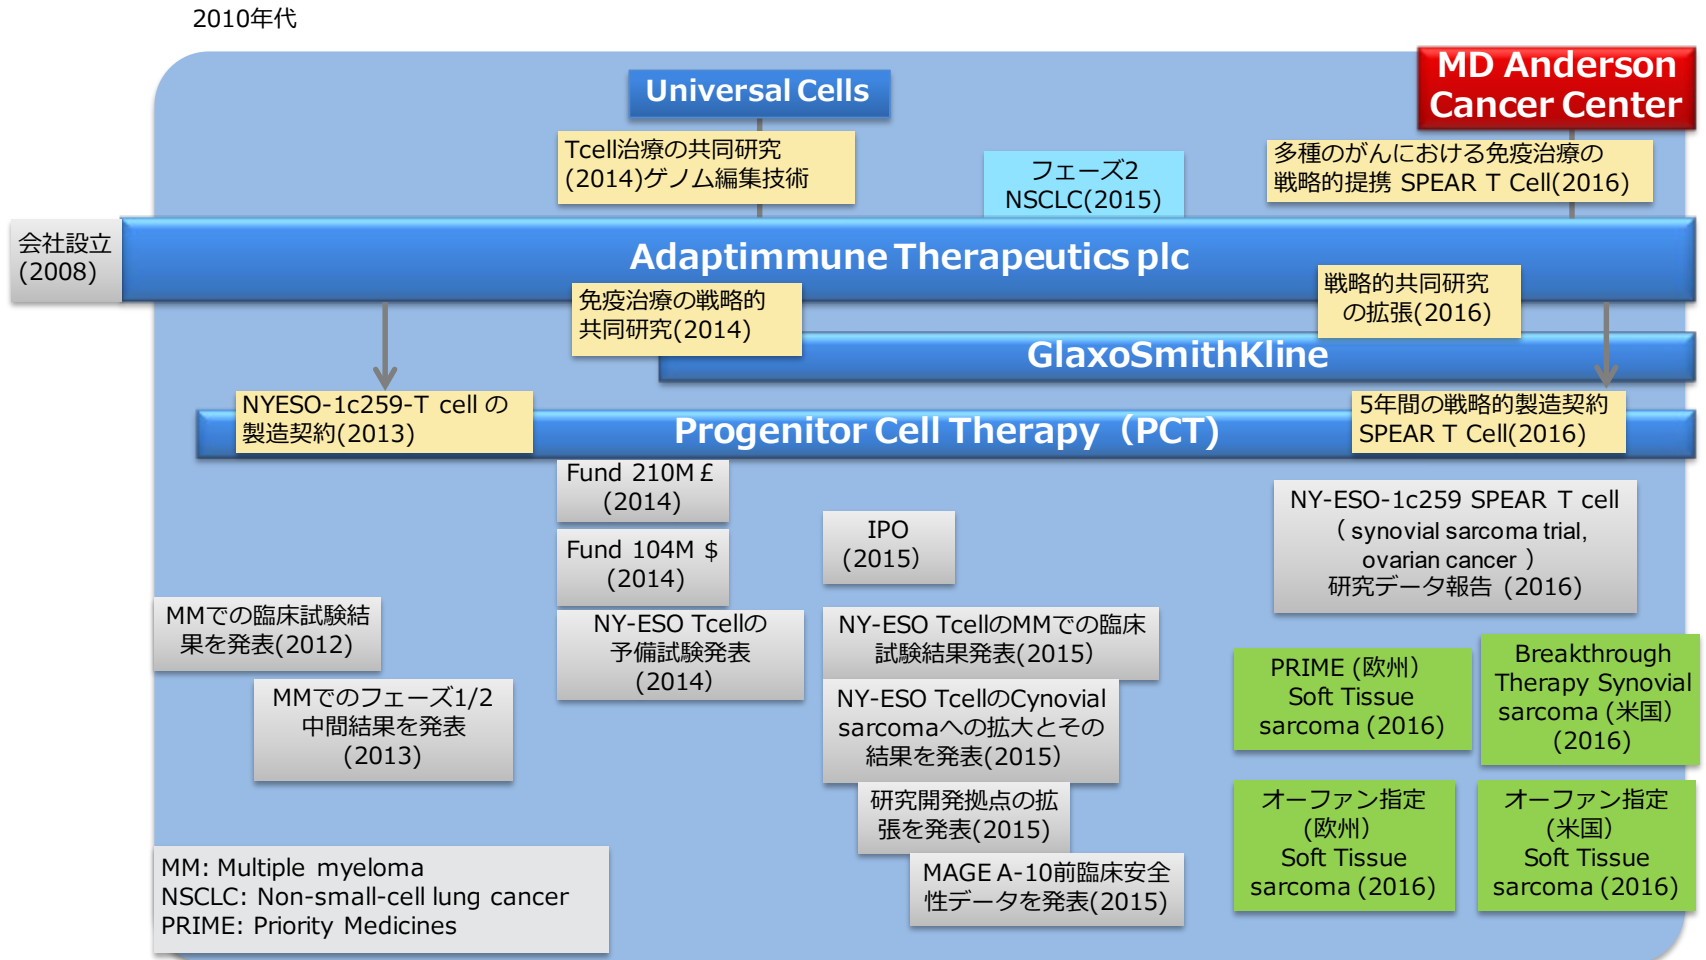 2010年代
Universal Cells
MD Anderson
Cancer Center
Tcell治療の共同研究
(2014)ゲノム編集技術
フェーズ2
NSCLC(2015)
多種のがんにおける免疫治療の
戦略的提携 SPEAR T Cell(2016)
会社設立
(2008)
Adaptimmune Therapeutics plc
免疫治療の戦略的
共同研究(2014)
戦略的共同研究
の拡張(2016)
GlaxoSmithKline
NYESO-1c259-T cell の
製造契約(2013)
Progenitor Cell Therapy（PCT)
5年間の戦略的製造契約
SPEAR T Cell(2016)
Fund 210M￡
(2014)
Fund 104M $
(2014)
IPO
(2015）
NY-ESO-1c259 SPEAR T cell
（ synovial sarcoma trial,
ovarian cancer ）
研究データ報告 (2016)
MMでの臨床試験結
果を発表(2012)
NY-ESO Tcellの
予備試験発表
(2014）
NY-ESO TcellのMMでの臨床
試験結果発表(2015）
MMでのフェーズ1/2
中間結果を発表
(2013)
NY-ESO TcellのCynovial
sarcomaへの拡大とその
結果を発表(2015）
PRIME (欧州）
Soft Tissue
sarcoma (2016)
Breakthrough
Therapy Synovial
sarcoma (米国）
(2016)
研究開発拠点の拡
張を発表(2015)
オーファン指定
(欧州）
Soft Tissue
sarcoma (2016)
オーファン指定
(米国）
Soft Tissue
sarcoma (2016)
MAGE A-10前臨床安全
性データを発表(2015)
MM: Multiple myeloma
NSCLC: Non-small-cell lung cancer
PRIME: Priority Medicines